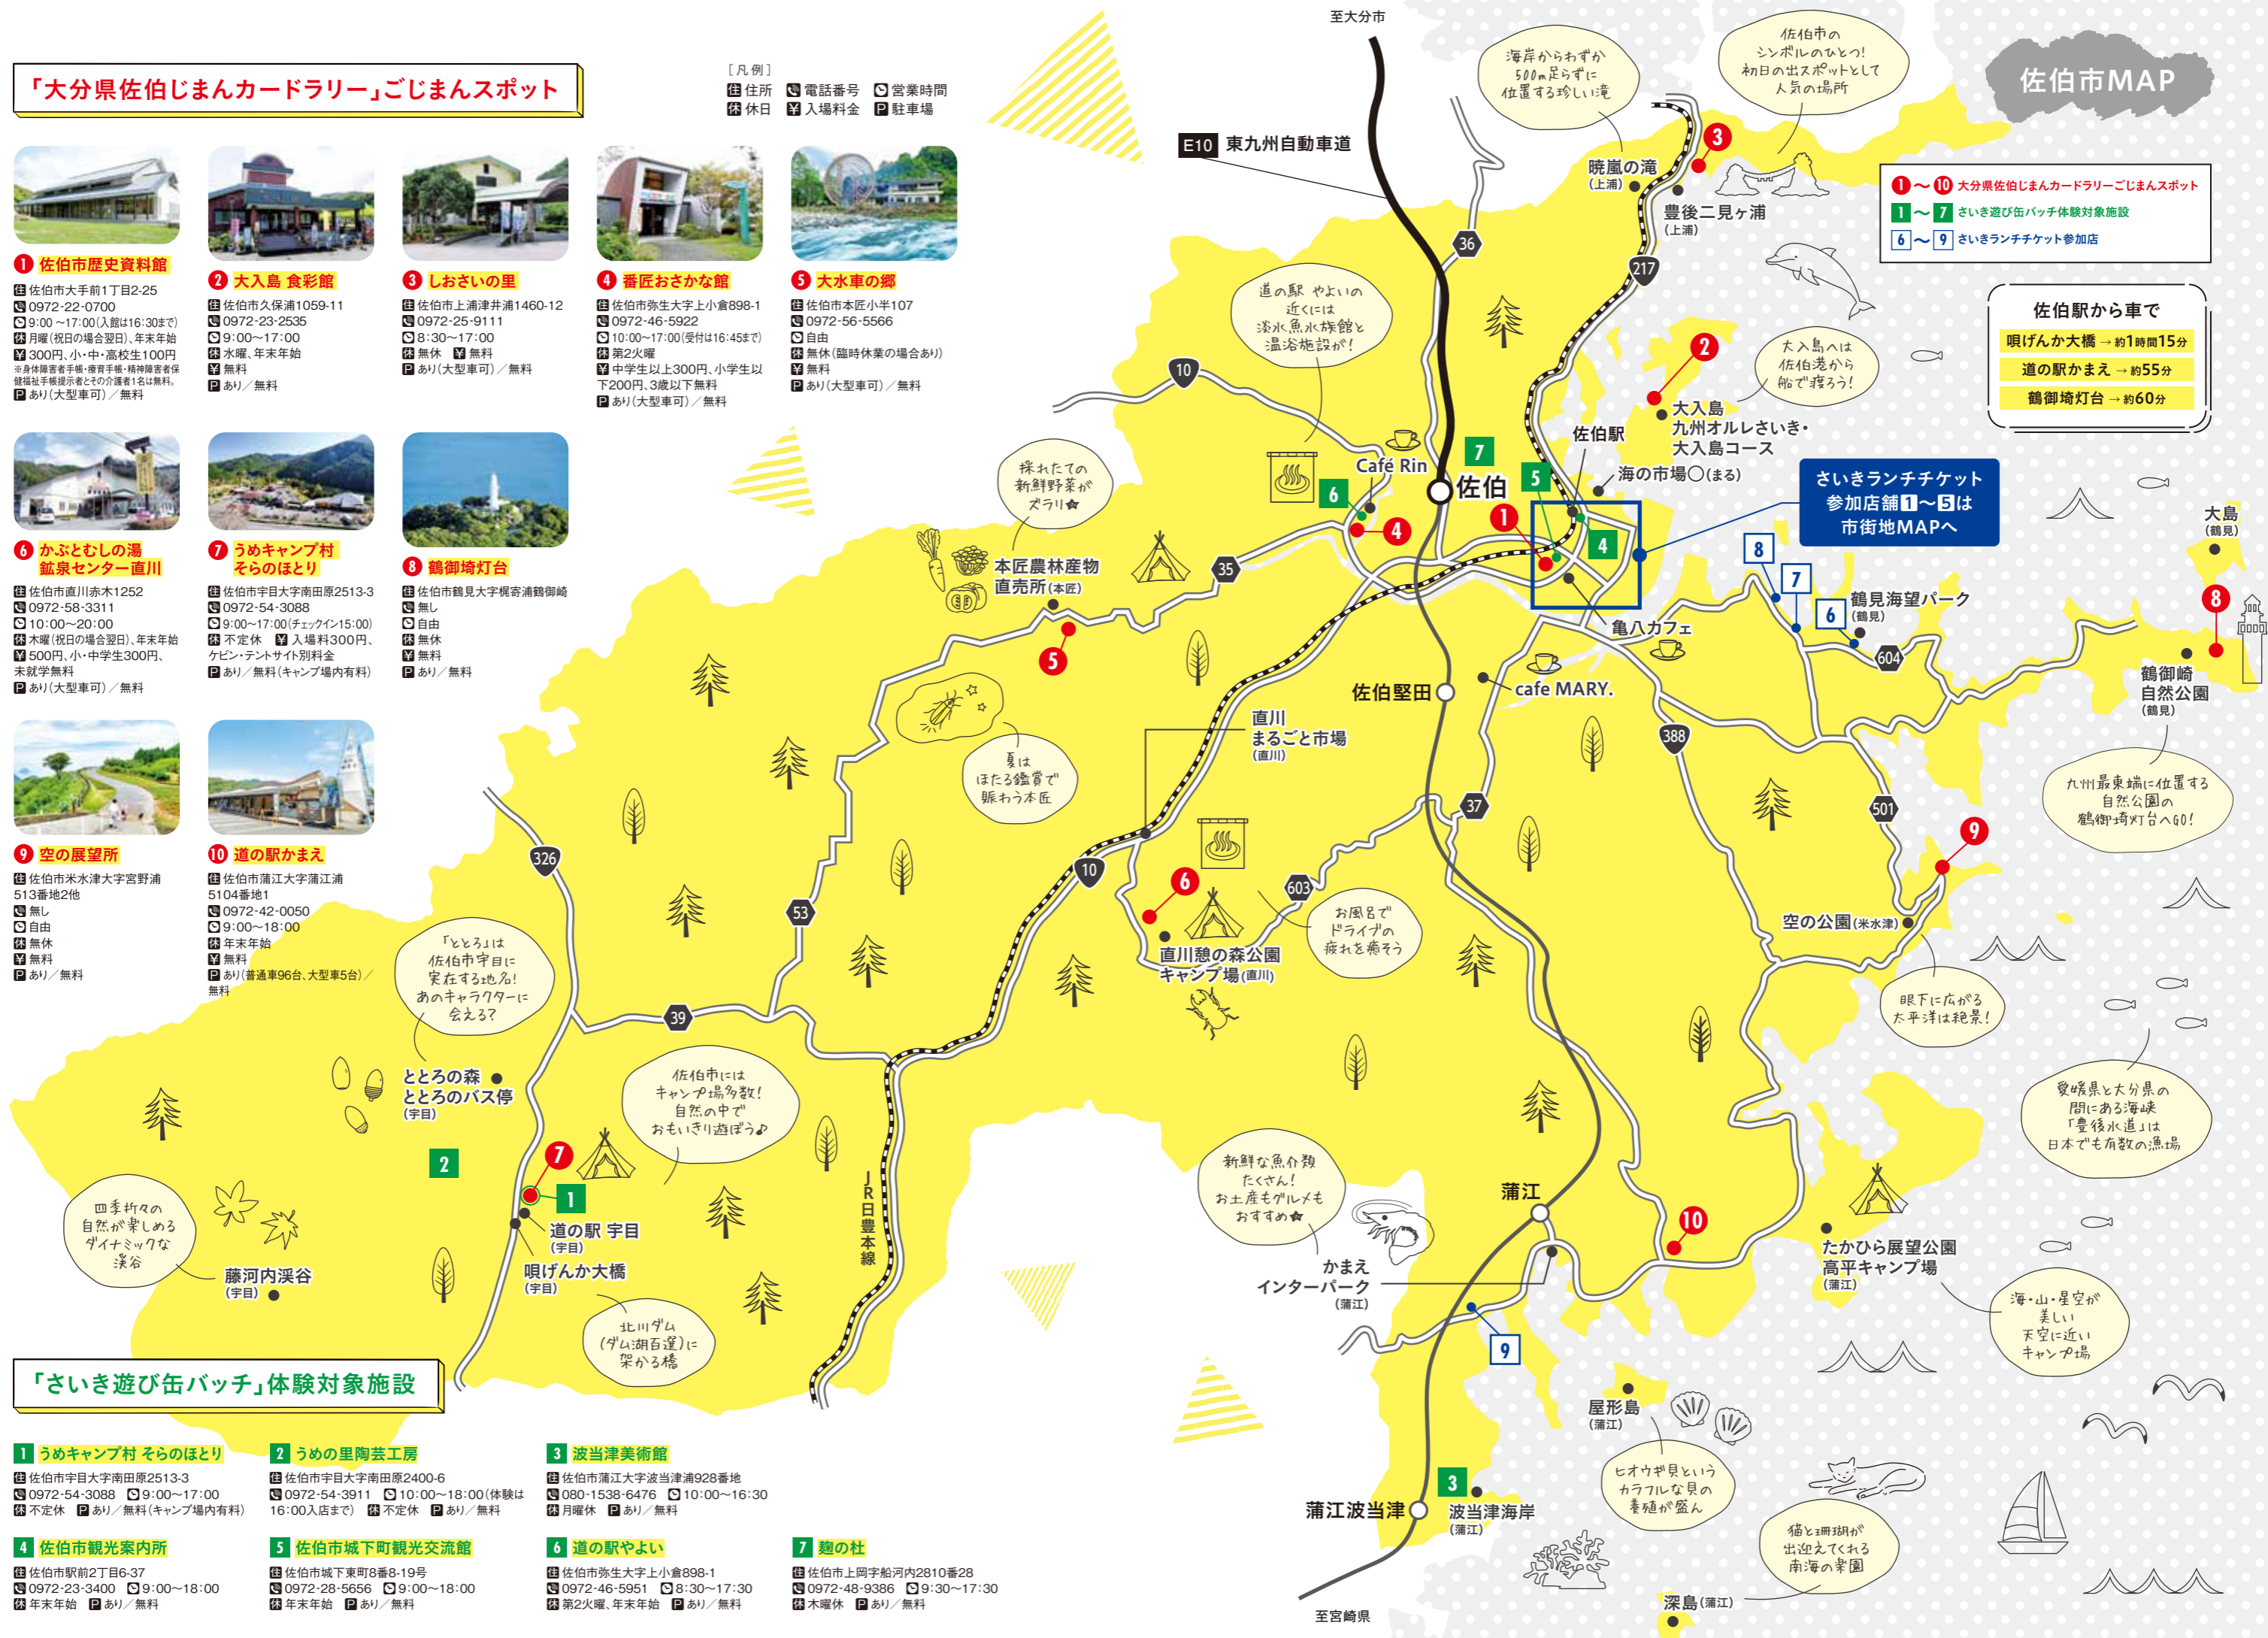 「大分県佐伯じまんカードラリー」ごじまんスポット
[凡例]
住 住所 電話番号 営業時間
休 休日 ¥ 入場料金 P 駐車場
1 佐伯市歴史資料館
住 佐伯市大手前1丁目2-25
0972-22-0700
9:00〜17:00(入館は16:30まで)
休 月曜(祝日の場合翌日)、年末年始
¥ 300円、小・中・高校生100円
※身体障害者手帳・療育手帳・精神障害者保
健福祉手帳提示者とその介護者1名は無料。
P あり(大型車可)/無料
2 大入島 食彩館
住 佐伯市久保浦1059-11
0972-23-2535
9:00〜17:00
休 水曜、年末年始
¥ 無料
P あり/無料
3 しおさいの里
住 佐伯市上浦津井浦1460-12
0972-25-9111
8:30〜17:00
休 無休 ¥ 無料
P あり(大型車可)/無料
4 番匠おさかな館
住 佐伯市弥生大字上小倉898-1
0972-46-5922
10:00〜17:00(受付は16:45まで)
休 第2火曜
¥ 中学生以上300円、小学生以
下200円、3歳以下無料
P あり(大型車可)/無料
5 大水車の郷
住 佐伯市本匠小半107
0972-56-5566
自由
休 無休(臨時休業の場合あり)
¥ 無料
P あり(大型車可)/無料
6 かぶとむしの湯
鉱泉センター直川
住 佐伯市直川赤木1252
0972-58-3311
10:00〜20:00
休 木曜(祝日の場合翌日)、年末年始
¥ 500円、小・中学生300円、
未就学無料
P あり(大型車可)/無料
7 うめキャンプ村
そらのほとり
住 佐伯市宇目大字南田原2513-3
0972-54-3088
9:00〜17:00(チェックイン15:00)
休 不定休 ¥ 入場料300円、
ケビン・テントサイト別料金
P あり/無料(キャンプ場内有料)
8 鶴御埼灯台
住 佐伯市鶴見大字梶寄浦鶴御崎
無し
自由
休 無休
¥ 無料
P あり/無料
9 空の展望所
住 佐伯市米水津大字宮野浦
513番地2他
無し
自由
休 無休
¥ 無料
P あり/無料
10 道の駅かまえ
住 佐伯市蒲江大字蒲江浦
5104番地1
0972-42-0050
9:00〜18:00
休 年末年始
¥ 無料
P あり(普通車96台、大型車5台)/
無料
佐伯市MAP
1〜10 大分県佐伯じまんカードラリーごじまんスポット
1〜7 さいき遊び缶バッチ体験対象施設
6〜9 さいきランチチケット参加店
佐伯駅から車で
唄げんか大橋→約1時間15分
道の駅かまえ→約55分
鶴御埼灯台→約60分
さいきランチチケット
参加店舗1〜5は
市街地MAPへ
至大分市
E10 東九州自動車道
海岸からわずか
500m足らずに
位置する珍しい滝
佐伯市の
シンボルのひとつ!
初日の出スポットとして
人気の場所
暁嵐の滝
(上浦)
3
豊後二見ヶ浦
(上浦)
36
217
道の駅 やよいの
近くには
淡水魚水族館と
温浴施設が!
10
2
大入島へは
佐伯港から
船で渡ろう!
大入島
九州オルレさいき・
大入島コース
佐伯駅
海の市場○(まる)
Café Rin
7
佐伯
5
6
4
1
4
採れたての
新鮮野菜が
ズラリ★
本匠農林産物
直売所(本匠)
35
5
亀八カフェ
cafe MARY.
佐伯堅田
8
7
6
鶴見海望パーク
(鶴見)
604
大島
(鶴見)
8
鶴御崎
自然公園
(鶴見)
九州最東端に位置する
自然公園の
鶴御埼灯台へGO!
夏は
ほたる鑑賞で
賑わう本匠
直川
まるごと市場
(直川)
388
37
501
9
326
10
6
603
53
お風呂で
ドライブの
疲れを癒そう
空の公園(米水津)
直川憩の森公園
キャンプ場(直川)
眼下に広がる
太平洋は絶景!
「ととろ」は
佐伯市宇目に
実在する地名!
あのキャラクターに
会える?
39
ととろの森
ととろのバス停
(宇目)
佐伯市には
キャンプ場多数!
自然の中で
おもいきり遊ぼう♪
愛媛県と大分県の
間にある海峡
「豊後水道」は
日本でも有数の漁場
2
7
1
道の駅 宇目
(宇目)
唄げんか大橋
(宇目)
四季折々の
自然が楽しめる
ダイナミックな
渓谷
藤河内渓谷
(宇目)
北川ダム
(ダム湖百選)に
架かる橋
JR日豊本線
新鮮な魚介類
たくさん!
お土産もグルメも
おすすめ★
蒲江
10
かまえ
インターパーク
(蒲江)
たかひら展望公園
高平キャンプ場
(蒲江)
海・山・星空が
美しい
天空に近い
キャンプ場
9
屋形島
(蒲江)
ヒオウギ貝という
カラフルな貝の
養殖が盛ん
3
蒲江波当津
波当津海岸
(蒲江)
猫と珊瑚が
出迎えてくれる
南海の楽園
深島(蒲江)
至宮崎県
「さいき遊び缶バッチ」体験対象施設
1 うめキャンプ村 そらのほとり
住 佐伯市宇目大字南田原2513-3
0972-54-3088 9:00〜17:00
休 不定休 P あり/無料(キャンプ場内有料)
2 うめの里陶芸工房
住 佐伯市宇目大字南田原2400-6
0972-54-3911 10:00〜18:00(体験は
16:00入店まで) 休 不定休 P あり/無料
3 波当津美術館
住 佐伯市蒲江大字波当津浦928番地
080-1538-6476 10:00〜16:30
休 月曜休 P あり/無料
4 佐伯市観光案内所
住 佐伯市駅前2丁目6-37
0972-23-3400 9:00〜18:00
休 年末年始 P あり/無料
5 佐伯市城下町観光交流館
住 佐伯市城下東町8番8-19号
0972-28-5656 9:00〜18:00
休 年末年始 P あり/無料
6 道の駅やよい
住 佐伯市弥生大字上小倉898-1
0972-46-5951 8:30〜17:30
休 第2火曜、年末年始 P あり/無料
7 麹の杜
住 佐伯市上岡字船河内2810番28
0972-48-9386 9:30〜17:30
休 木曜休 P あり/無料